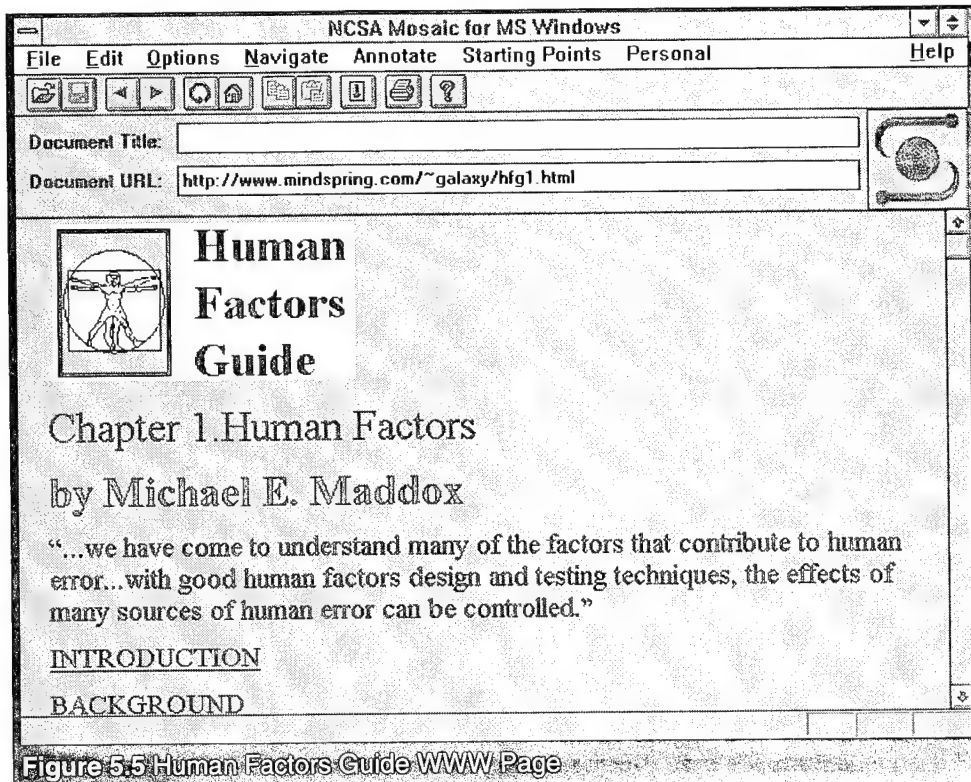 NCSA Mosaic for MS Windows
File Edit Options Navigate Annotate Starting Points Personal Help
Document Title:
Document URL: http://www.mindspring.com/~galaxy/hfg1.html
Human
Factors
Guide
Chapter 1.Human Factors
by Michael E. Maddox
“...we have come to understand many of the factors that contribute to human
error...with good human factors design and testing techniques, the effects of
many sources of human error can be controlled.”
INTRODUCTION
BACKGROUND
Figure 5.5 Human Factors Guide WWW Page